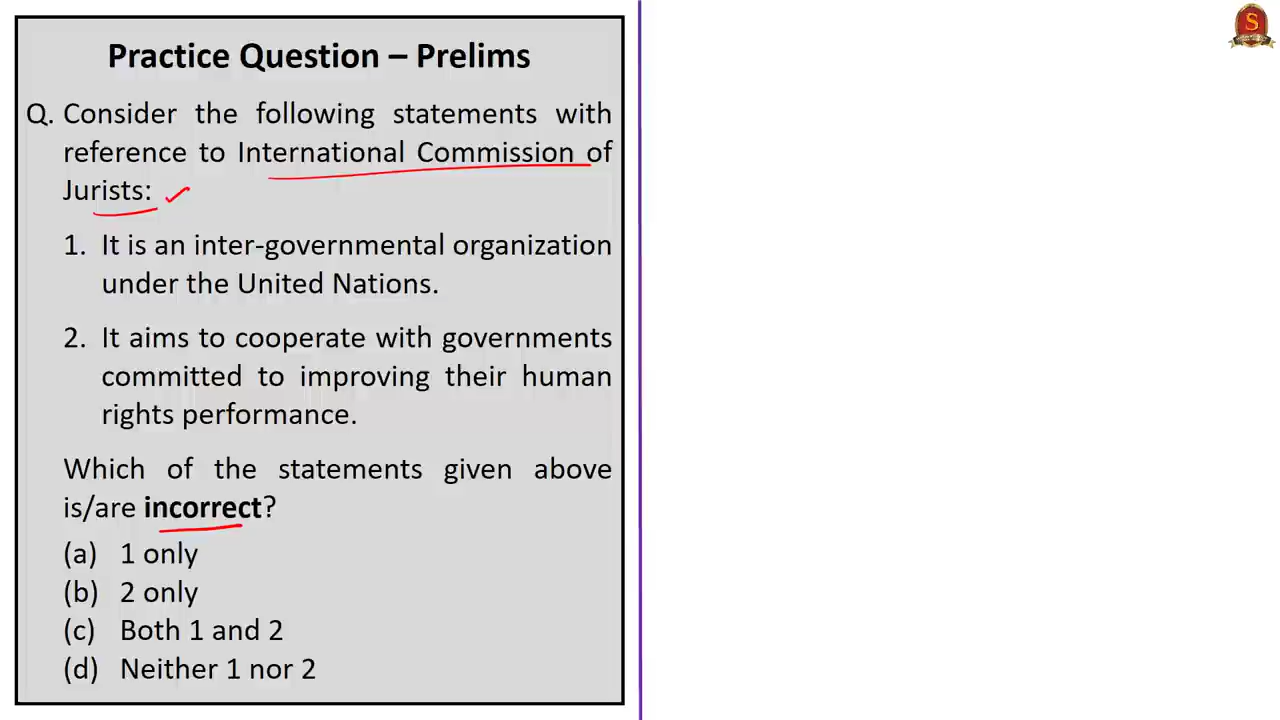 Practice Question – Prelims
Q. Consider the following statements with
reference to International Commission of
Jurists:
1. It is an inter-governmental organization
under the United Nations.
2. It aims to cooperate with governments
committed to improving their human
rights performance.
Which of the statements given above
is/are incorrect?
(a) 1 only
(b) 2 only
(c) Both 1 and 2
(d) Neither 1 nor 2
S